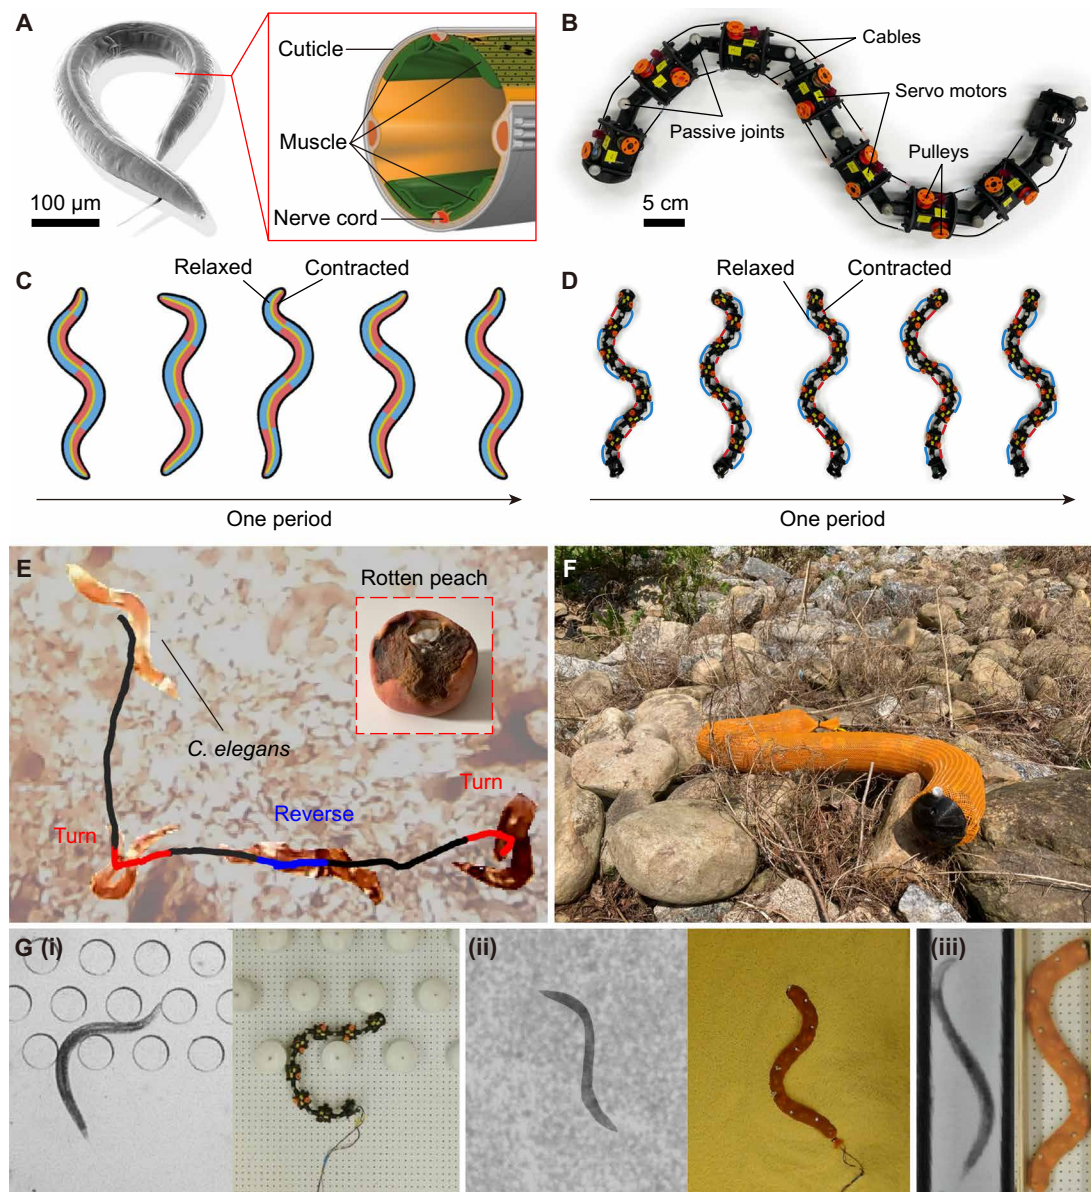 A
Cuticle
Muscle
Nerve cord
100 µm
B
Cables
Servo motors
Passive joints
Pulleys
5 cm
C
Relaxed
Contracted
One period
D
Relaxed
Contracted
One period
E
Rotten peach
C. elegans
Turn
Reverse
Turn
F
G (i)
(ii)
(iii)